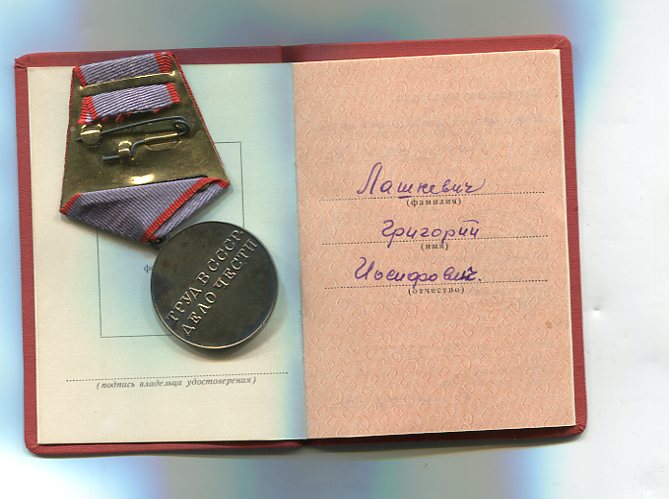 ТРУД В СССР
ДЕЛО ЧЕСТИ
(подпись владельца удостоверения)
Лашкевич
(фамилия)
Григорий
(имя)
Иосифович.
(отчество)